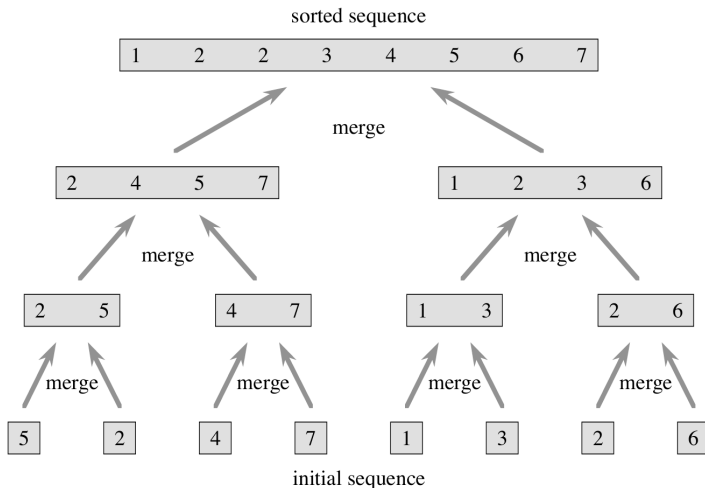 sorted sequence
1 2 2 3 4 5 6 7
merge
2 4 5 7
1 2 3 6
merge
merge
2 5
4 7
1 3
2 6
merge
merge
merge
merge
5
2
4
7
1
3
2
6
initial sequence